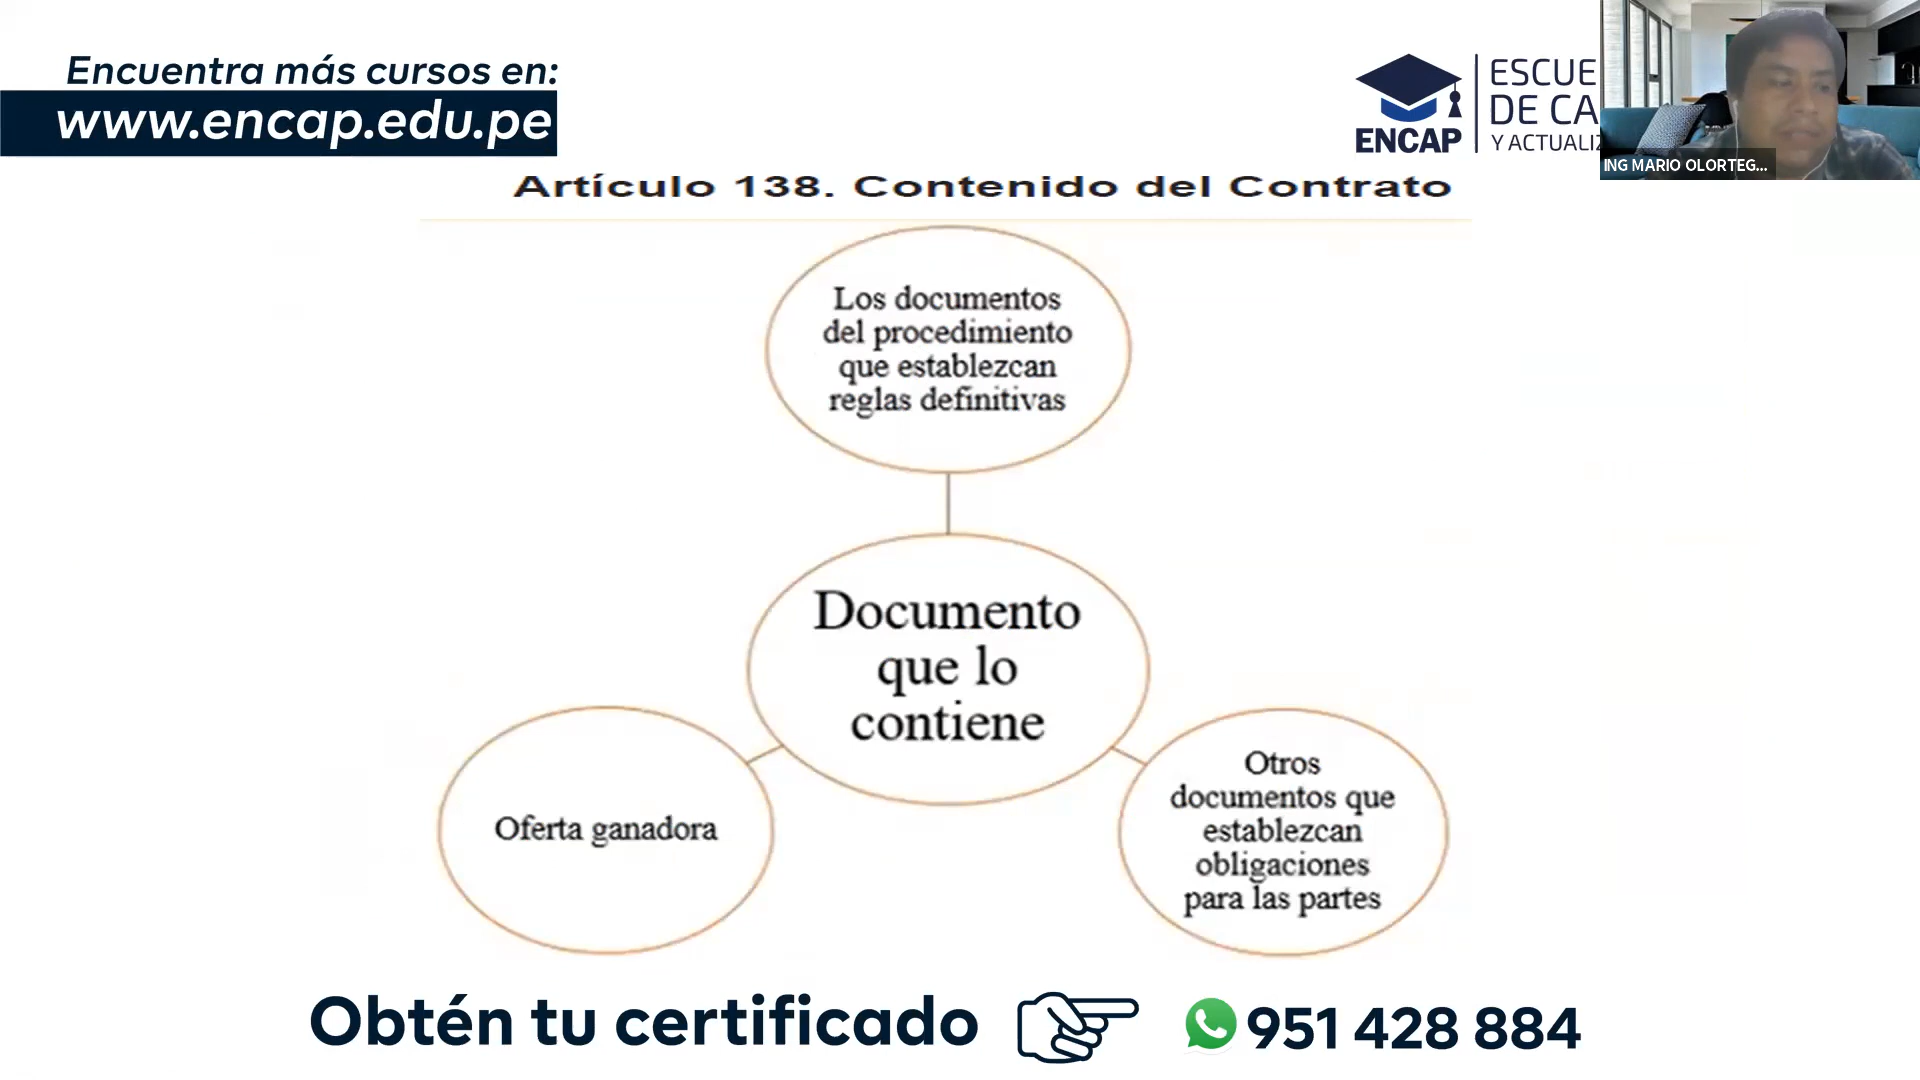 Encuentra más cursos en:
www.encap.edu.pe
ENCAP
ESCUE
DE CA
Y ACTUALIZ
ING MARIO OLORTEG...
Artículo 138. Contenido del Contrato
Los documentos
del procedimiento
que establezcan
reglas definitivas
Documento
que lo
contiene
Oferta ganadora
Otros
documentos que
establezcan
obligaciones
para las partes
Obtén tu certificado
951 428 884